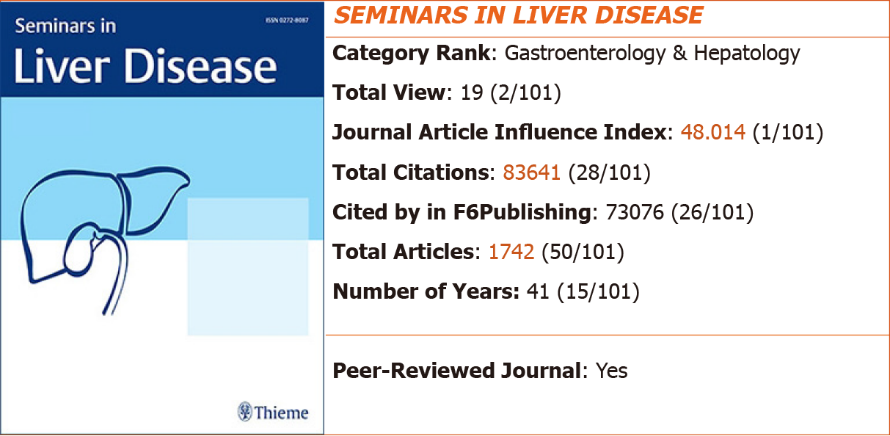 ISSN 0272-8087
Seminars in
Liver Disease
Thieme
SEMINARS IN LIVER DISEASE
Category Rank: Gastroenterology & Hepatology
Total View: 19 (2/101)
Journal Article Influence Index: 48.014 (1/101)
Total Citations: 83641 (28/101)
Cited by in F6Publishing: 73076 (26/101)
Total Articles: 1742 (50/101)
Number of Years: 41 (15/101)
Peer-Reviewed Journal: Yes